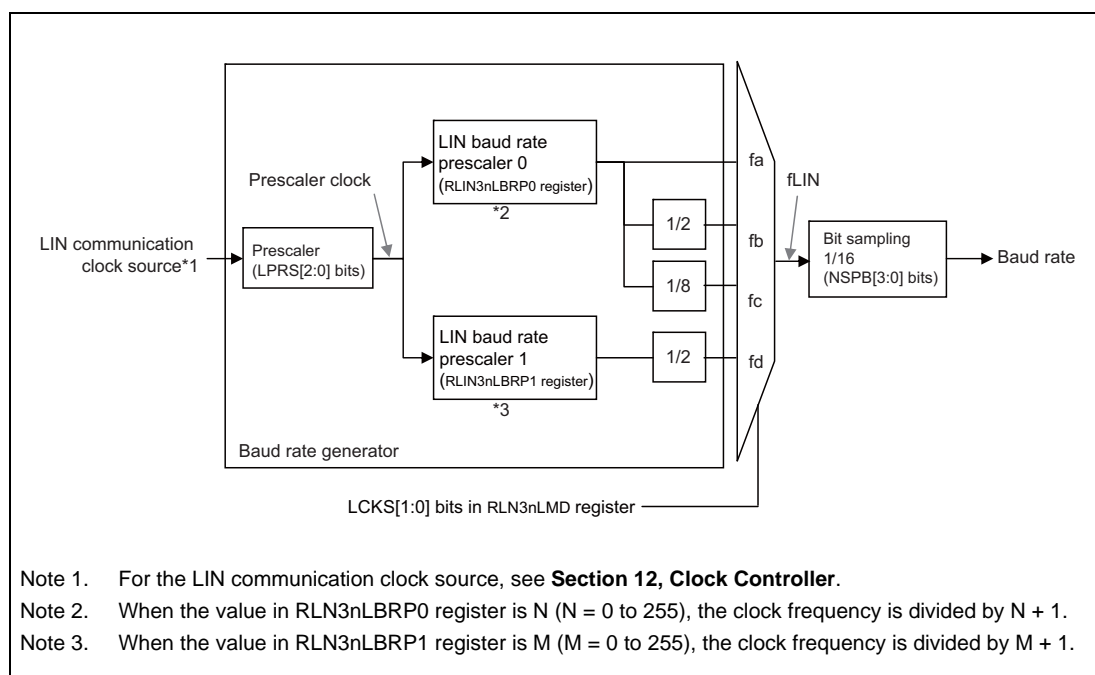 LIN baud rate
prescaler 0
(RLIN3nLBRP0 register)
*2
Prescaler clock
LIN communication
clock source*1
Prescaler
(LPRS[2:0] bits)
1/2
1/8
LIN baud rate
prescaler 1
(RLIN3nLBRP1 register)
*3
1/2
fa
fb
fc
fd
fLIN
Bit sampling
1/16
(NSPB[3:0] bits)
Baud rate
Baud rate generator
LCKS[1:0] bits in RLN3nLMD register
Note 1. For the LIN communication clock source, see Section 12, Clock Controller.
Note 2. When the value in RLN3nLBRP0 register is N (N = 0 to 255), the clock frequency is divided by N + 1.
Note 3. When the value in RLN3nLBRP1 register is M (M = 0 to 255), the clock frequency is divided by M + 1.